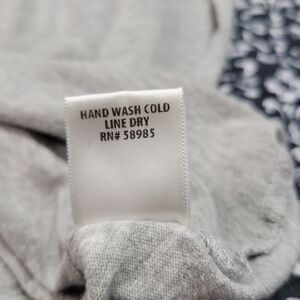 HAND WASH COLD
LINE DRY
RN# 58985